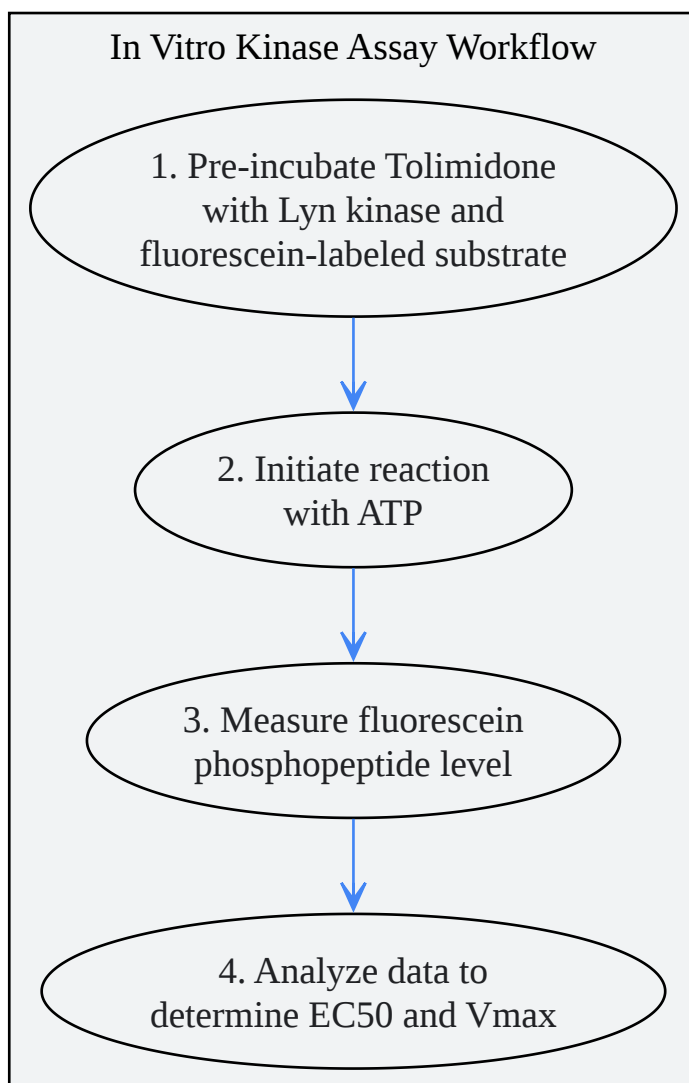 In Vitro Kinase Assay Workflow
1. Pre-incubate Tolimidone
with Lyn kinase and
fluorescein-labeled substrate
2. Initiate reaction
with ATP
3. Measure fluorescein
phosphopeptide level
4. Analyze data to
determine EC50 and Vmax